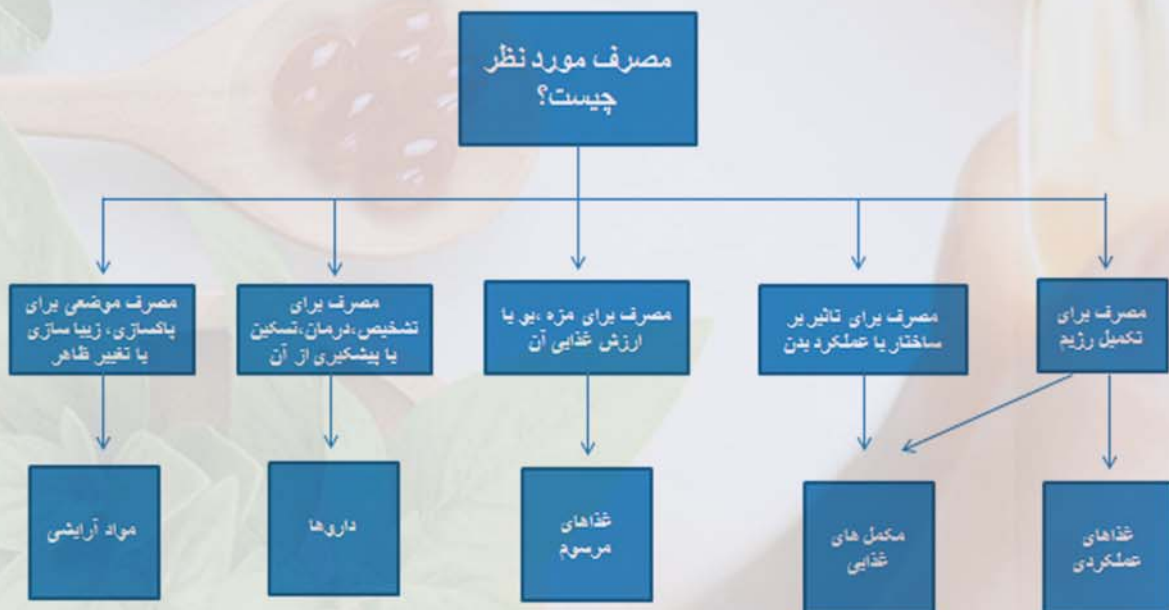 مصرف مورد نظر
چیست؟
مصرف برای
تکمیل رژیم
مصرف برای تاثیر بر
ساختار یا عملکرد بدن
مصرف برای مزه ،بو یا
ارزش غذایی آن
مصرف برای
تشخیص،درمان،تسکین
یا پیشگیری از آن
مصرف موضعی برای
پاکسازی، زیبا سازی
یا تغییر ظاهر
غذاهای
عملکردی
مکمل های
غذایی
غذاهای
مرسوم
داروها
مواد آرایشی